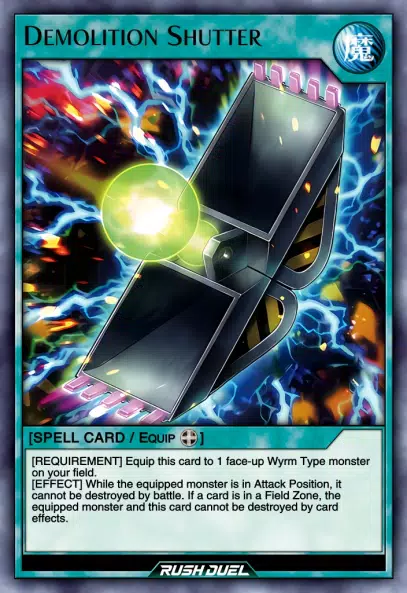 DEMOLITION SHUTTER
魔
[SPELL CARD / EQUIP ]
[REQUIREMENT] Equip this card to 1 face-up Wyrm Type monster
on your field.
[EFFECT] While the equipped monster is in Attack Position, it
cannot be destroyed by battle. If a card is in a Field Zone, the
equipped monster and this card cannot be destroyed by card
effects.
RUSH DUEL